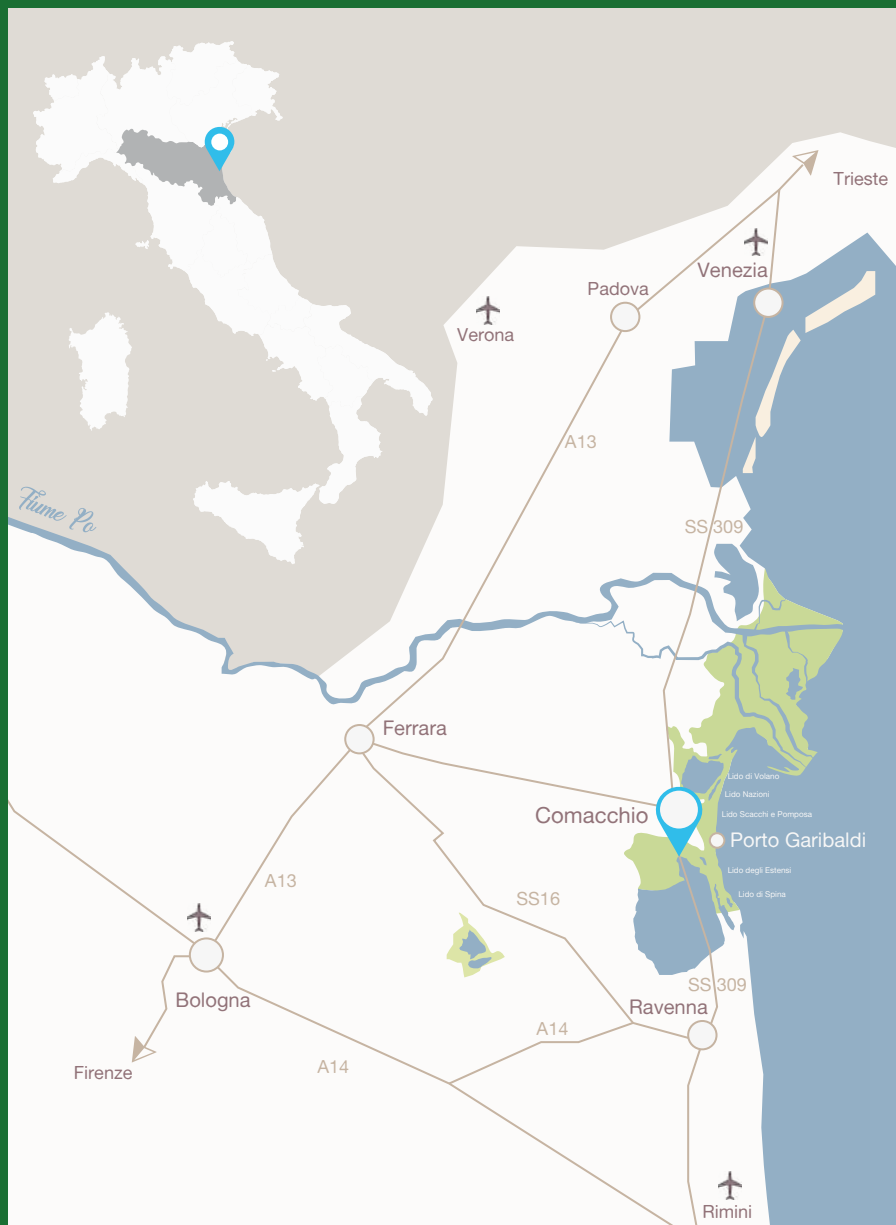 Trieste
Venezia
Padova
Verona
A13
Fiume Po
SS 309
Ferrara
Lido di Volano
Lido Nazioni
Comacchio
Lido Scacchi e Pomposa
Porto Garibaldi
Lido degli Estensi
A13
Lido di Spina
SS16
SS 309
Bologna
Ravenna
A14
A14
Firenze
Rimini